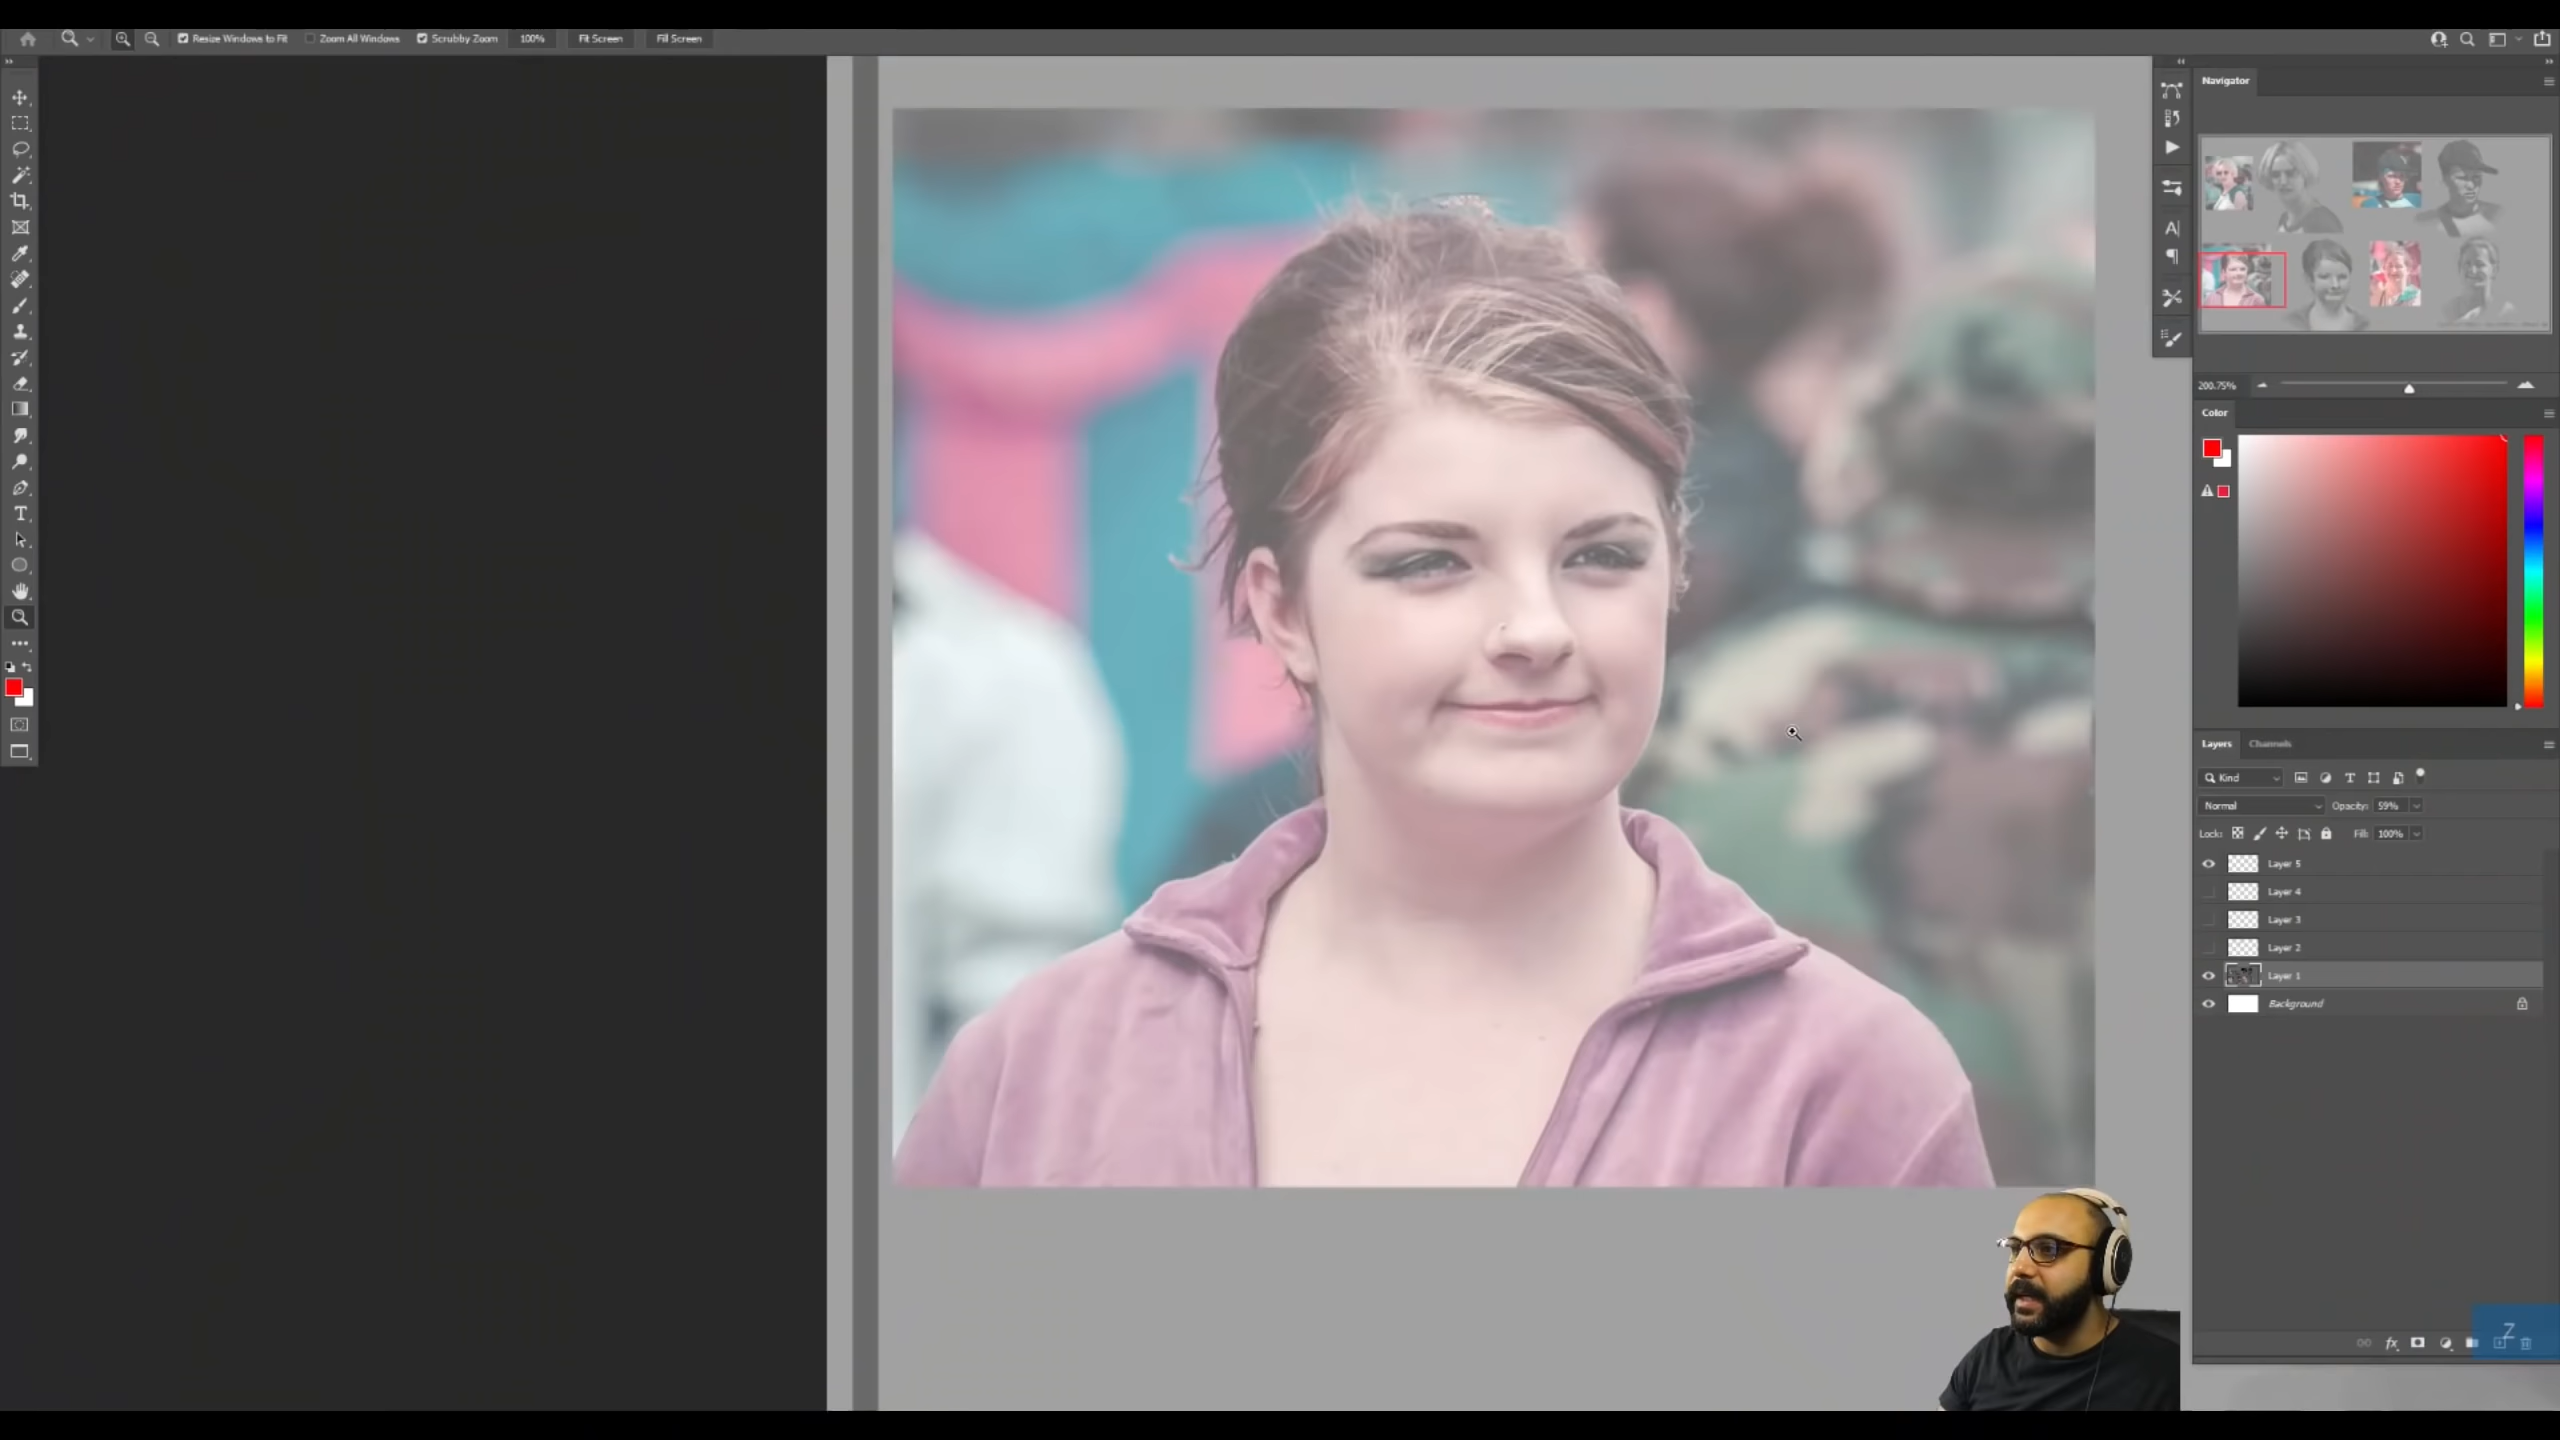 Resize Windows to Fit
Zoom All Windows
Scrubby Zoom
100%
Fit Screen
Fill Screen
Navigator
200.75%
Color
Layers
Channels
Kind
Normal
Opacity: 59%
Lock:
Fill: 100%
Layer 5
Layer 4
Layer 3
Layer 2
Layer 1
Background
fx
Z